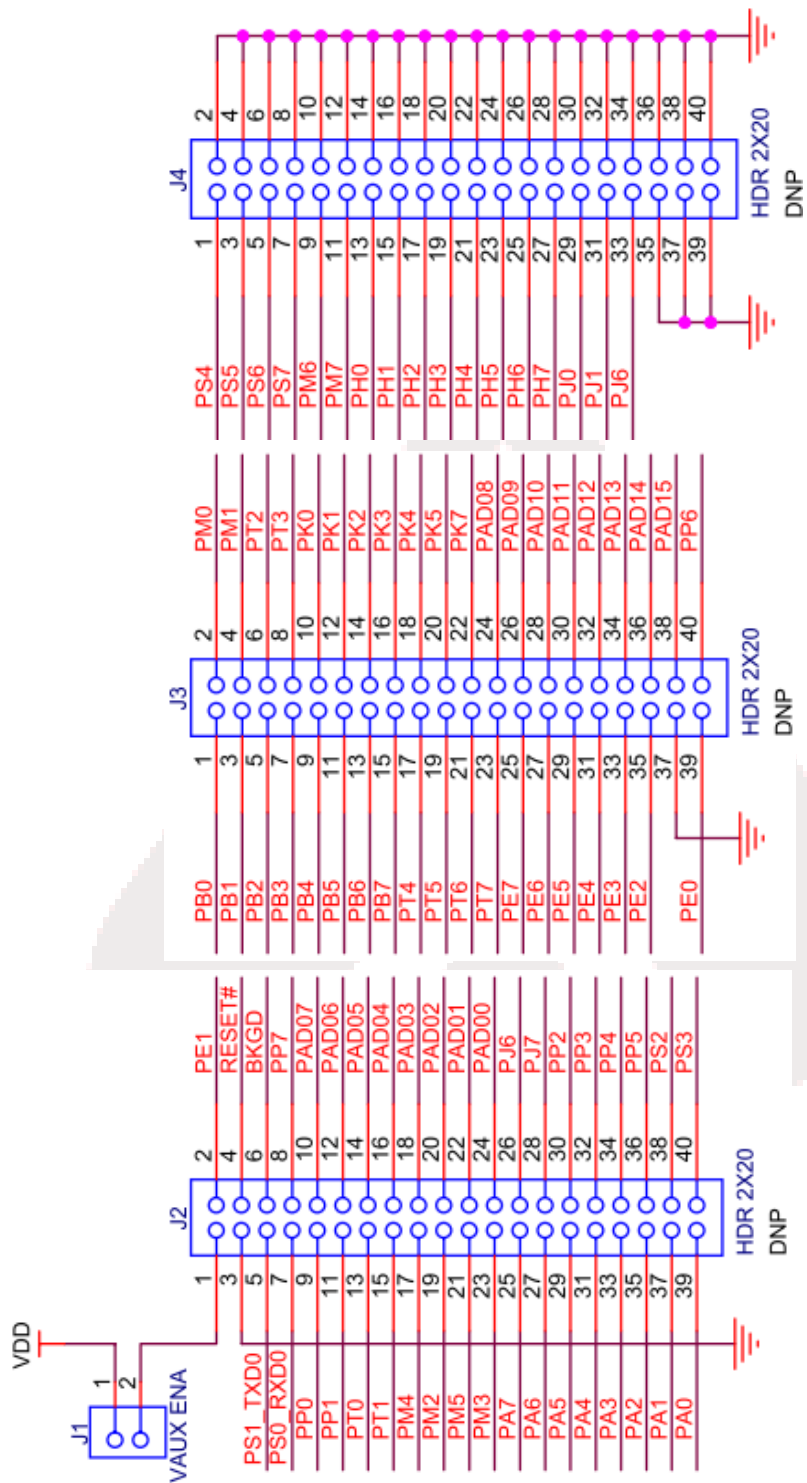 VDD
J1
1
2
VAUX ENA
J2
1 2 PE1
3 4 RESET#
PS1_TXD0 5 6 BKGD
PS0_RXD0 7 8 PP7
PP0 9 10 PAD07
PP1 11 12 PAD06
PT0 13 14 PAD05
PT1 15 16 PAD04
PM4 17 18 PAD03
PM2 19 20 PAD02
PM5 21 22 PAD01
PM3 23 24 PAD00
PA7 25 26 PJ6
PA6 27 28 PJ7
PA5 29 30 PP2
PA4 31 32 PP3
PA3 33 34 PP4
PA2 35 36 PP5
PA1 37 38 PS2
PA0 39 40 PS3
HDR 2X20
DNP
J3
PB0 1 2 PM0
PB1 3 4 PM1
PB2 5 6 PT2
PB3 7 8 PT3
PB4 9 10 PK0
PB5 11 12 PK1
PB6 13 14 PK2
PB7 15 16 PK3
PT4 17 18 PK4
PT5 19 20 PK5
PT6 21 22 PK7
PT7 23 24 PAD08
PE7 25 26 PAD09
PE6 27 28 PAD10
PE5 29 30 PAD11
PE4 31 32 PAD12
PE3 33 34 PAD13
PE2 35 36 PAD14
37 38 PAD15
PE0 39 40 PP6
HDR 2X20
DNP
J4
PS4 1 2
PS5 3 4
PS6 5 6
PS7 7 8
PM6 9 10
PM7 11 12
PH0 13 14
PH1 15 16
PH2 17 18
PH3 19 20
PH4 21 22
PH5 23 24
PH6 25 26
PH7 27 28
PJ0 29 30
PJ1 31 32
PJ6 33 34
35 36
37 38
39 40
HDR 2X20
DNP